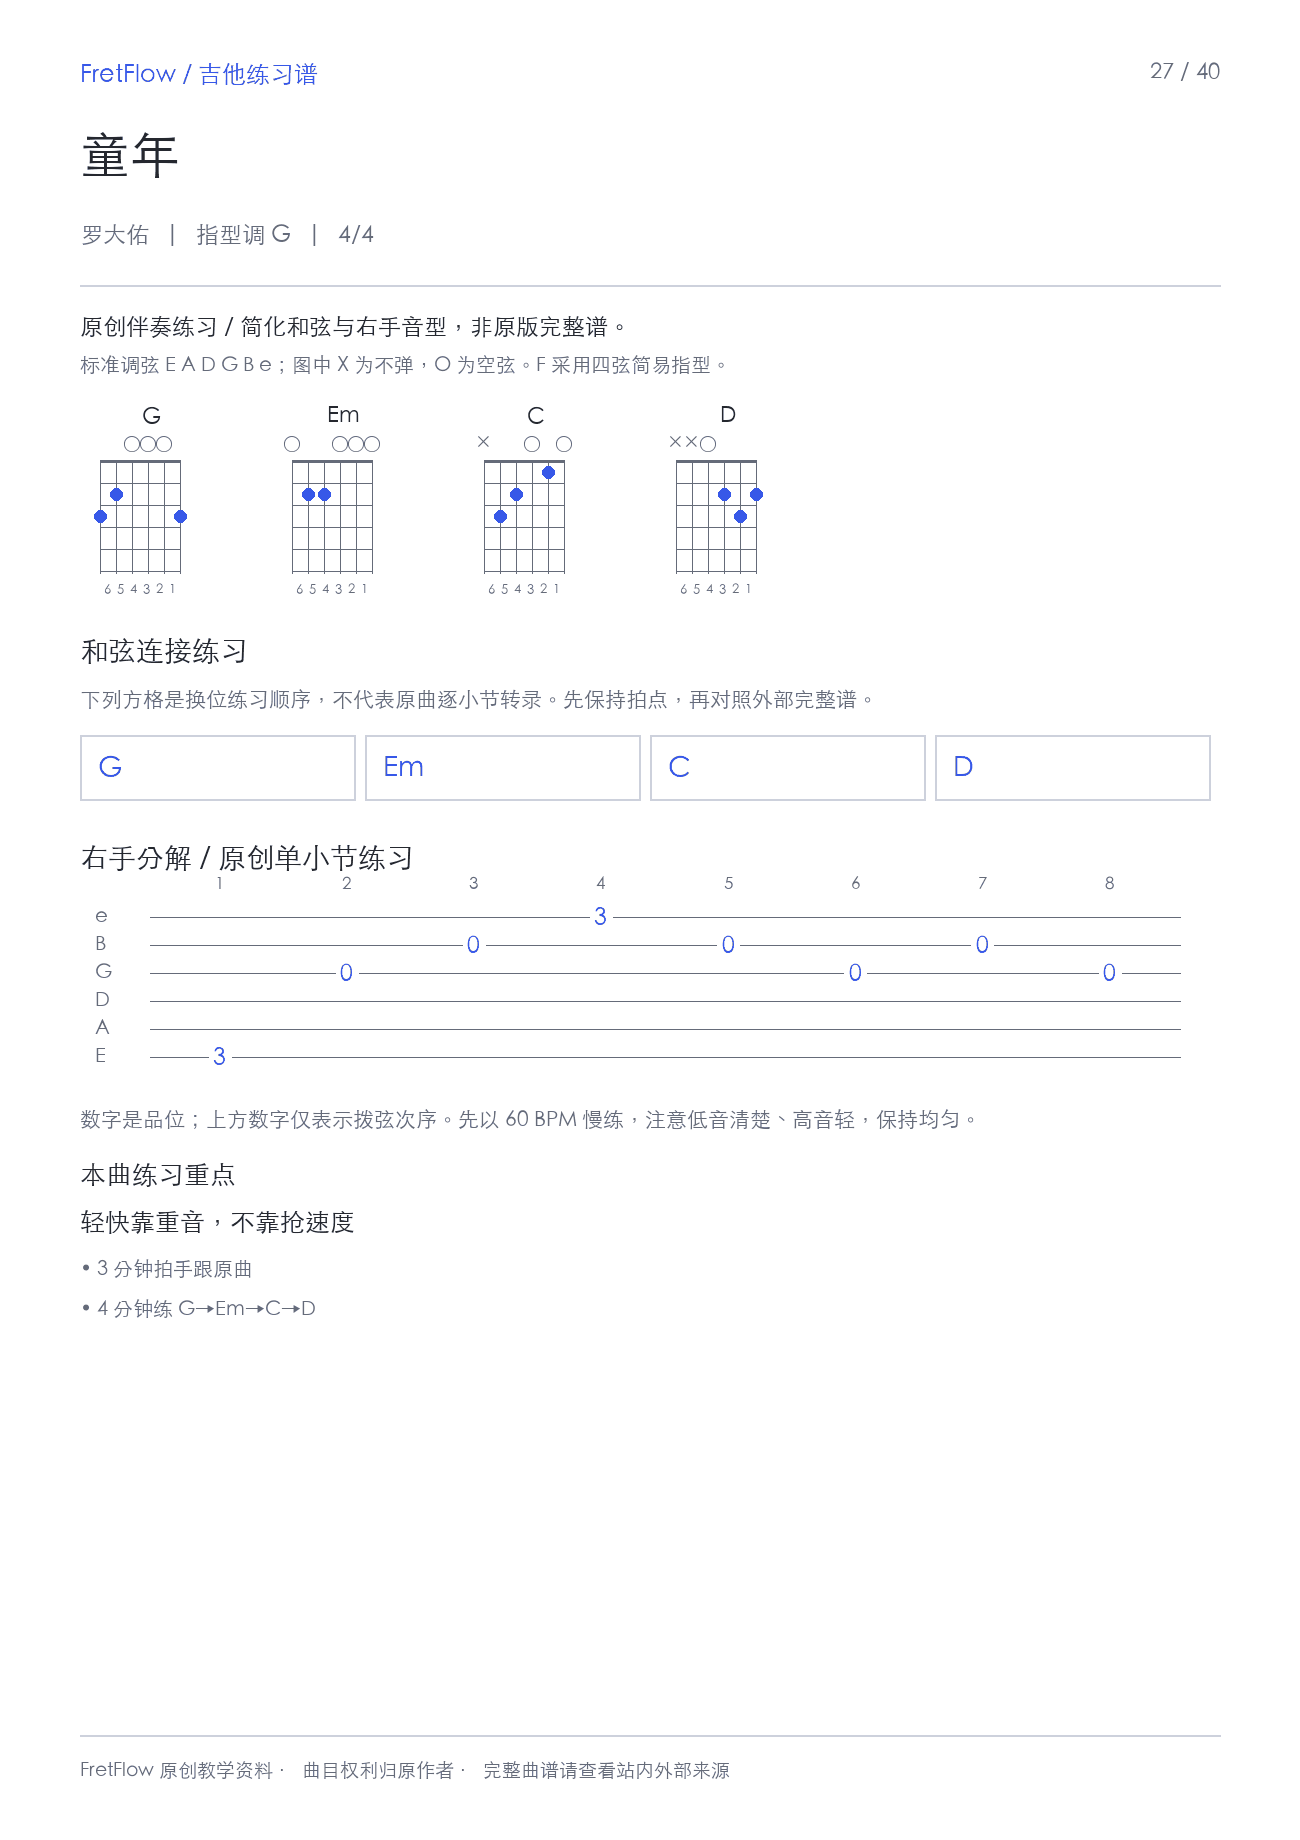 FretFlow / 吉他练习谱
27 / 40
童年
罗大佑 | 指型调 G | 4/4
原创伴奏练习 / 简化和弦与右手音型，非原版完整谱。
标准调弦 E A D G B e；图中 X 为不弹，O 为空弦。F 采用四弦简易指型。
G Em C D
× ××
6 5 4 3 2 1 6 5 4 3 2 1 6 5 4 3 2 1 6 5 4 3 2 1
和弦连接练习
下列方格是换位练习顺序，不代表原曲逐小节转录。先保持拍点，再对照外部完整谱。
G Em C D
右手分解 / 原创单小节练习
1 2 3 4 5 6 7 8
e 3
B 0 0 0
G 0 0 0
D
A
E 3
数字是品位；上方数字仅表示拨弦次序。先以 60 BPM 慢练，注意低音清楚、高音轻，保持均匀。
本曲练习重点
轻快靠重音，不靠抢速度
• 3 分钟拍手跟原曲
• 4 分钟练 G→Em→C→D
FretFlow 原创教学资料 · 曲目权利归原作者 · 完整曲谱请查看站内外部来源